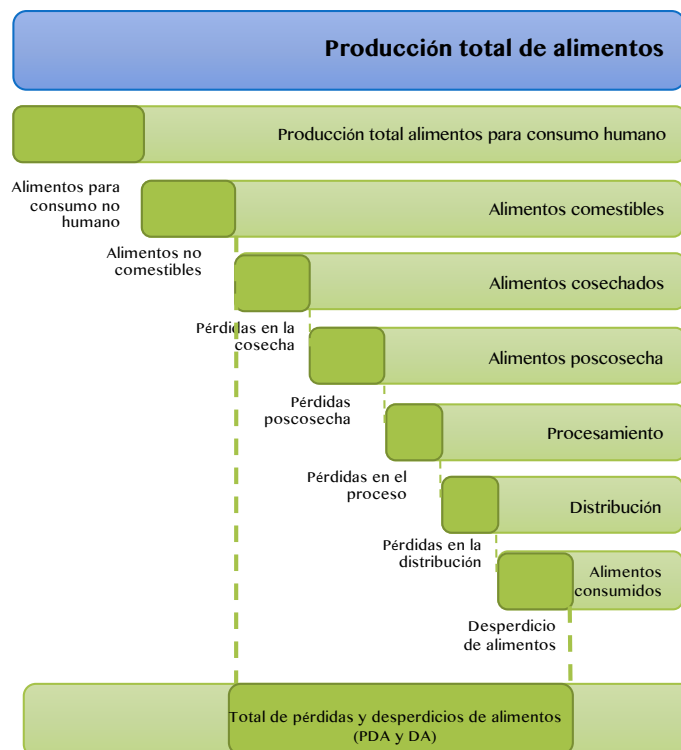 Producción total de alimentos
Producción total alimentos para consumo humano
Alimentos para
consumo no
humano
Alimentos comestibles
Alimentos no
comestibles
Alimentos cosechados
Pérdidas en la
cosecha
Alimentos poscosecha
Pérdidas
poscosecha
Procesamiento
Pérdidas en el
proceso
Distribución
Pérdidas en la
distribución
Alimentos
consumidos
Desperdicio
de alimentos
Total de pérdidas y desperdicios de alimentos
(PDA y DA)